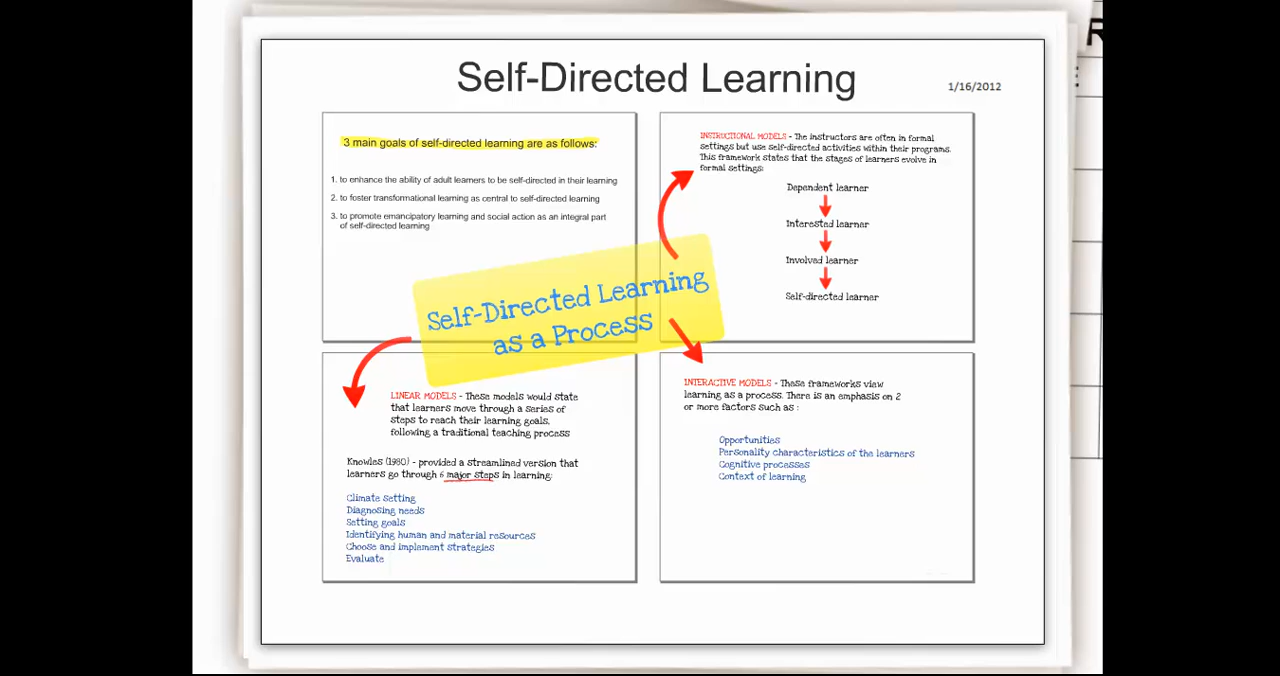 Self-Directed Learning
1/16/2012
3 main goals of self-directed learning are as follows:
1. to enhance the ability of adult learners to be self-directed in their learning
2. to foster transformational learning as central to self-directed learning
3. to promote emancipatory learning and social action as an integral part
of self-directed learning
INSTRUCTIONAL MODELS - The instructors are often in formal
settings but use self-directed activities within their programs.
This framework states that the stages of learners evolve in
formal settings:
Dependent learner
Interested learner
Involved learner
Self-directed learner
Self-Directed Learning
as a Process
LINEAR MODELS - These models would state
that learners move through a series of
steps to reach their learning goals,
following a traditional teaching process
Knowles (1980) - provided a streamlined version that
learners go through 6 major steps in learning:
Climate setting
Diagnosing needs
Setting goals
Identifying human and material resources
Choose and implement strategies
Evaluate
INTERACTIVE MODELS - These frameworks view
learning as a process. There is an emphasis on 2
or more factors such as :
Opportunities
Personality characteristics of the learners
Cognitive processes
Context of learning